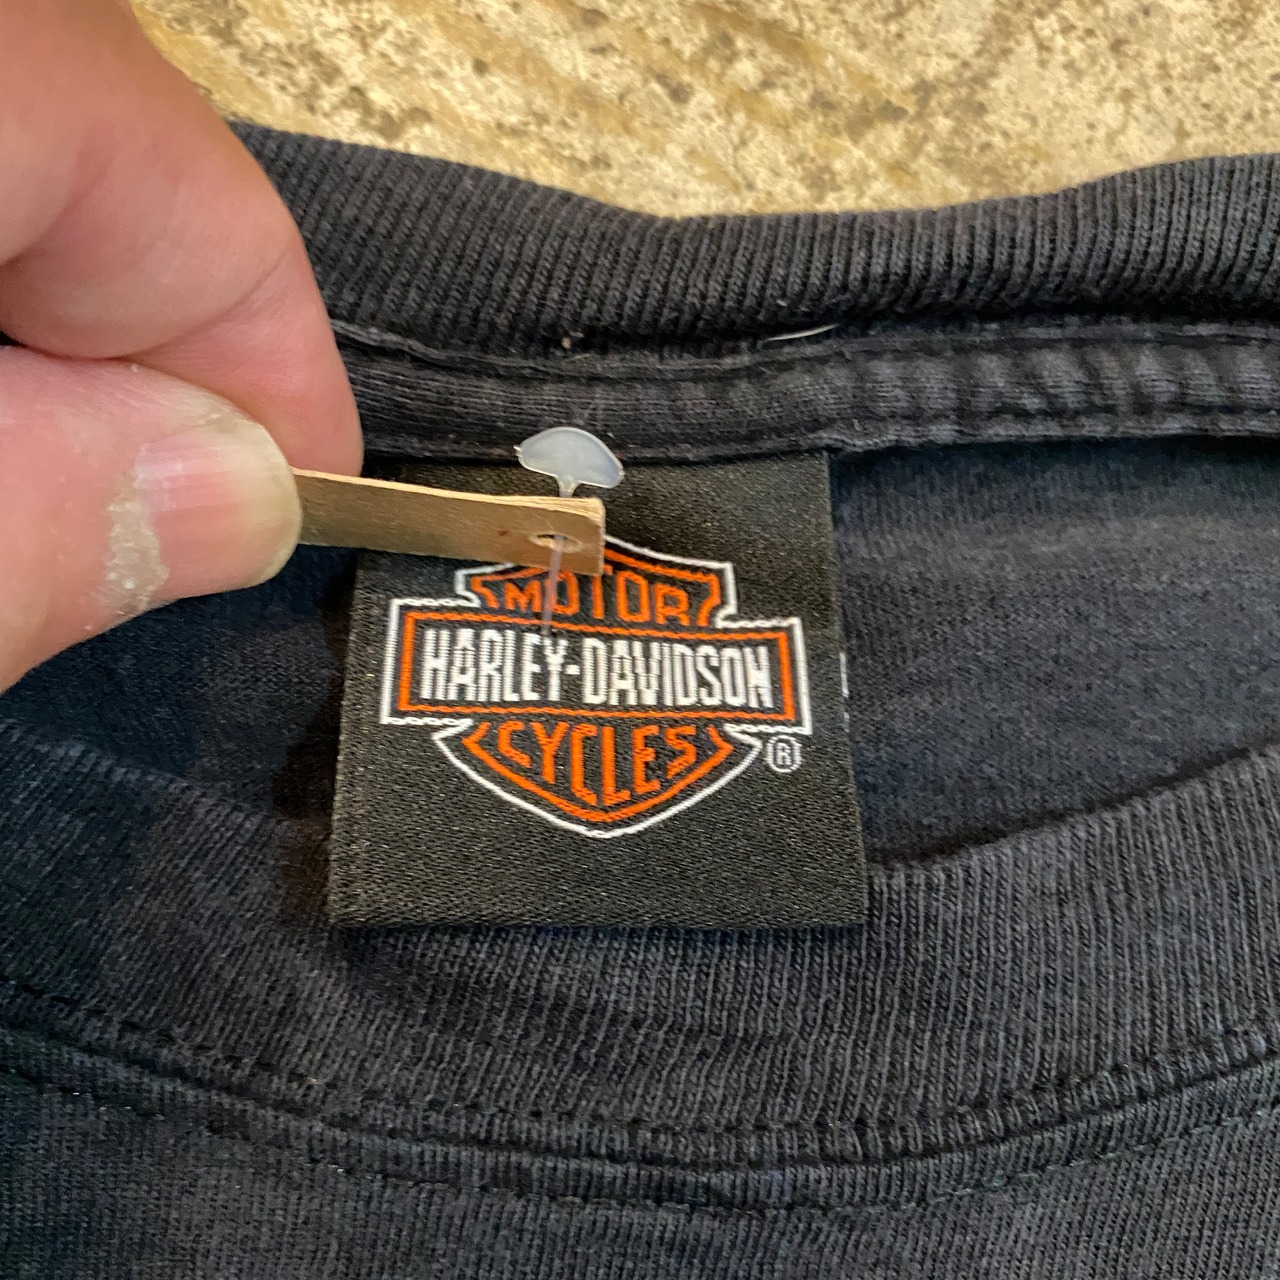 MOTOR
HARLEY-DAVIDSON
CYCLES
®